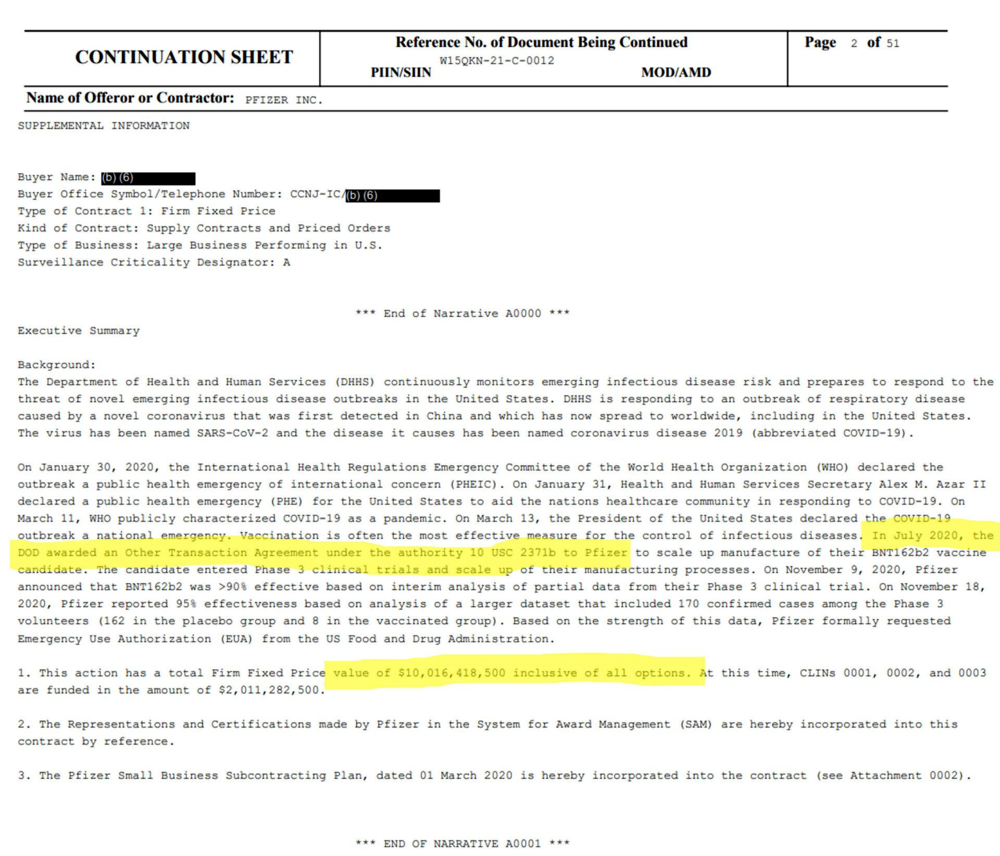 CONTINUATION SHEET
Reference No. of Document Being Continued
W15QKN-21-C-0012
PIIN/SIIN MOD/AMD
Page 2 of 51
Name of Offeror or Contractor: PFIZER INC.
SUPPLEMENTAL INFORMATION
Buyer Name: (b) (6)
Buyer Office Symbol/Telephone Number: CCNJ-IC/(b) (6)
Type of Contract 1: Firm Fixed Price
Kind of Contract: Supply Contracts and Priced Orders
Type of Business: Large Business Performing in U.S.
Surveillance Criticality Designator: A
*** End of Narrative A0000 ***
Executive Summary
Background:
The Department of Health and Human Services (DHHS) continuously monitors emerging infectious disease risk and prepares to respond to the
threat of novel emerging infectious disease outbreaks in the United States. DHHS is responding to an outbreak of respiratory disease
caused by a novel coronavirus that was first detected in China and which has now spread to worldwide, including in the United States.
The virus has been named SARS-CoV-2 and the disease it causes has been named coronavirus disease 2019 (abbreviated COVID-19).
On January 30, 2020, the International Health Regulations Emergency Committee of the World Health Organization (WHO) declared the
outbreak a public health emergency of international concern (PHEIC). On January 31, Health and Human Services Secretary Alex M. Azar II
declared a public health emergency (PHE) for the United States to aid the nations healthcare community in responding to COVID-19. On
March 11, WHO publicly characterized COVID-19 as a pandemic. On March 13, the President of the United States declared the COVID-19
outbreak a national emergency. Vaccination is often the most effective measure for the control of infectious diseases. In July 2020, the
DOD awarded an Other Transaction Agreement under the authority 10 USC 2371b to Pfizer to scale up manufacture of their BNT162b2 vaccine
candidate. The candidate entered Phase 3 clinical trials and scale up of their manufacturing processes. On November 9, 2020, Pfizer
announced that BNT162b2 was >90% effective based on interim analysis of partial data from their Phase 3 clinical trial. On November 18,
2020, Pfizer reported 95% effectiveness based on analysis of a larger dataset that included 170 confirmed cases among the Phase 3
volunteers (162 in the placebo group and 8 in the vaccinated group). Based on the strength of this data, Pfizer formally requested
Emergency Use Authorization (EUA) from the US Food and Drug Administration.
1. This action has a total Firm Fixed Price value of $10,016,418,500 inclusive of all options. At this time, CLINs 0001, 0002, and 0003
are funded in the amount of $2,011,282,500.
2. The Representations and Certifications made by Pfizer in the System for Award Management (SAM) are hereby incorporated into this
contract by reference.
3. The Pfizer Small Business Subcontracting Plan, dated 01 March 2020 is hereby incorporated into the contract (see Attachment 0002).
*** END OF NARRATIVE A0001 ***